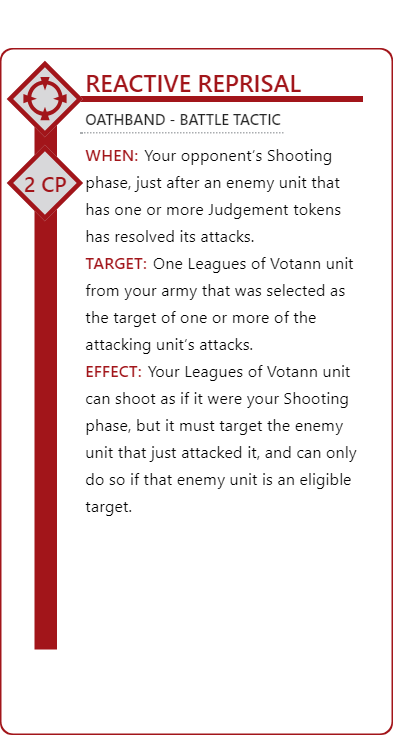 REACTIVE REPRISAL
OATHBAND - BATTLE TACTIC
2 CP
WHEN: Your opponent's Shooting
phase, just after an enemy unit that
has one or more Judgement tokens
has resolved its attacks.
TARGET: One Leagues of Votann unit
from your army that was selected as
the target of one or more of the
attacking unit's attacks.
EFFECT: Your Leagues of Votann unit
can shoot as if it were your Shooting
phase, but it must target the enemy
unit that just attacked it, and can only
do so if that enemy unit is an eligible
target.